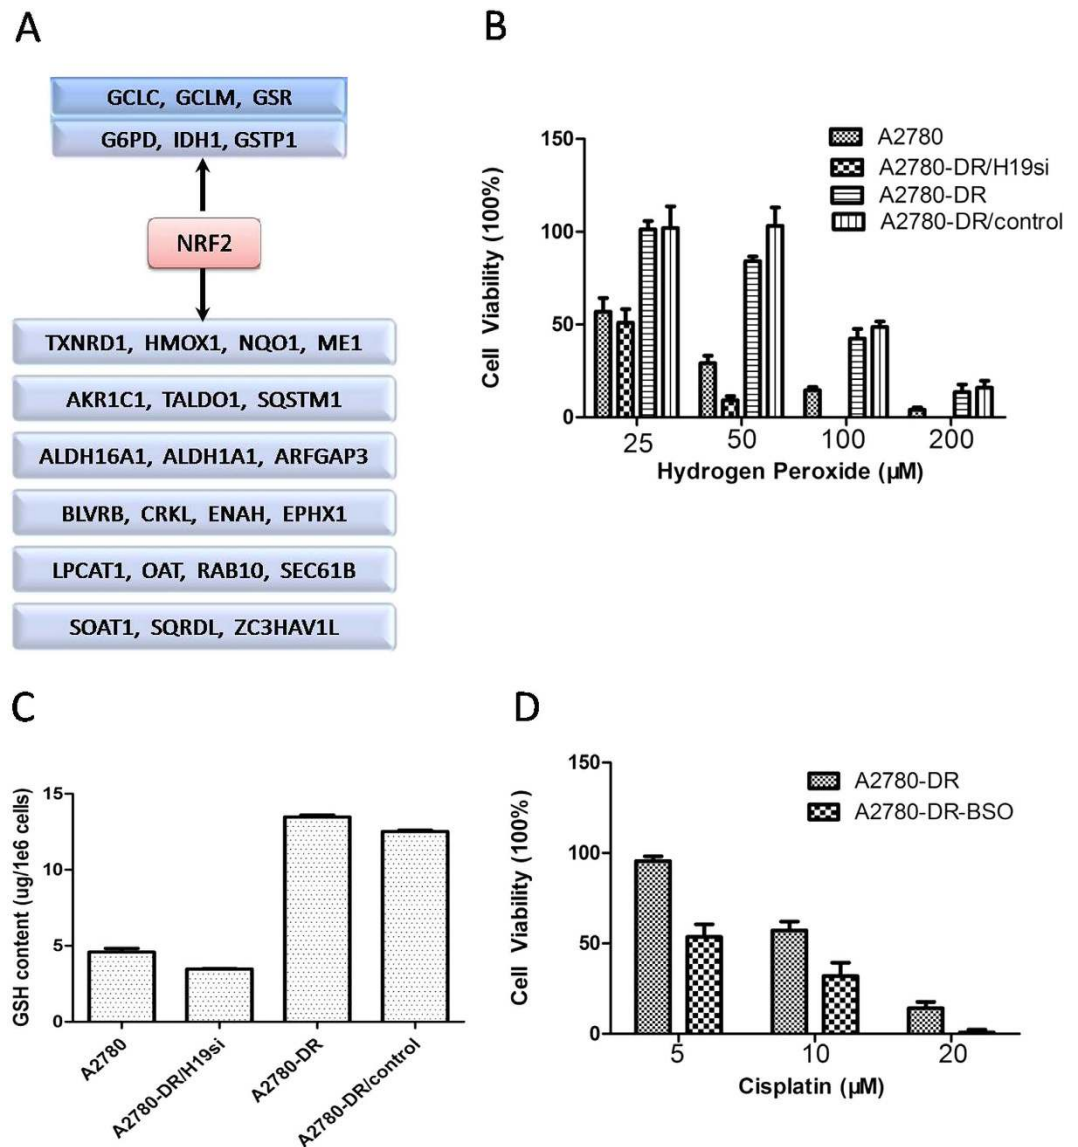 A
GCLC, GCLM, GSR
G6PD, IDH1, GSTP1
NRF2
TXNRD1, HMOX1, NQO1, ME1
AKR1C1, TALDO1, SQSTM1
ALDH16A1, ALDH1A1, ARFGAP3
BLVRB, CRKL, ENAH, EPHX1
LPCAT1, OAT, RAB10, SEC61B
SOAT1, SQRDL, ZC3HAV1L
B
A2780
A2780-DR/H19si
A2780-DR
A2780-DR/control
Cell Viability (100%)
150
100
50
0
25 50 100 200
Hydrogen Peroxide (µM)
C
GSH content (ug/1e6 cells)
15
10
5
0
A2780
A2780-DR/H19si
A2780-DR
A2780-DR/control
D
A2780-DR
A2780-DR-BSO
Cell Viability (100%)
150
100
50
0
5 10 20
Cisplatin (µM)